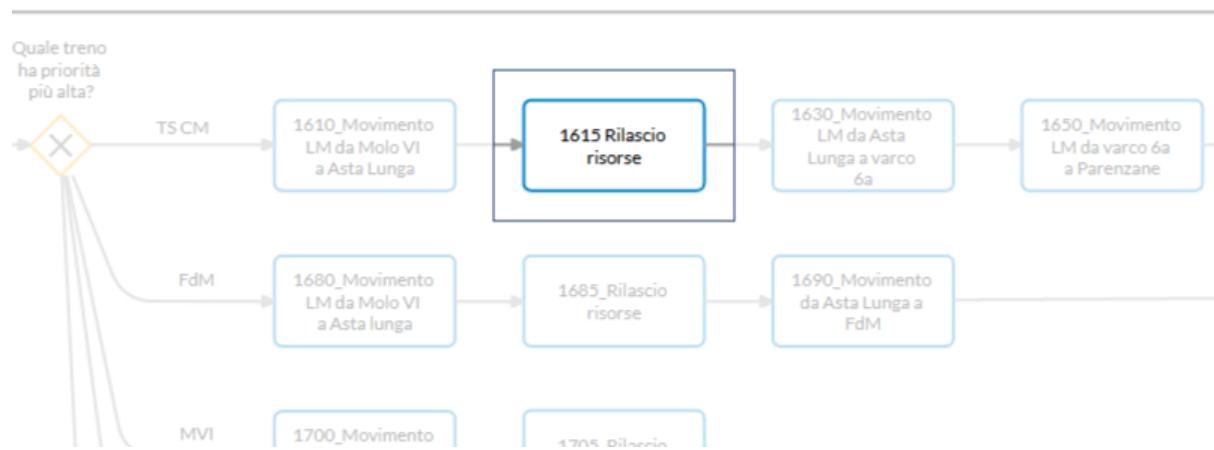 Quale treno
ha priorità
più alta?
TS CM
1610_Movimento
LM da Molo VI
a Asta Lunga
1615 Rilascio
risorse
1630_Movimento
LM da Asta
Lunga a varco
6a
1650_Movimento
LM da varco 6a
a Parenzane
FdM
1680_Movimento
LM da Molo VI
a Asta lunga
1685_Rilascio
risorse
1690_Movimento
da Asta Lunga a
FdM
MVI
1700_Movimento
1705_Rilascio